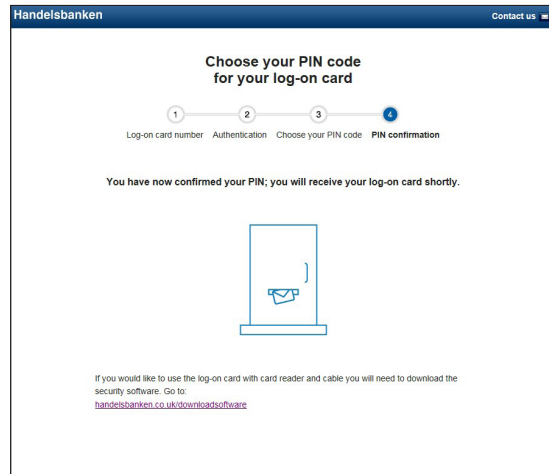 Handelsbanken
Contact us
Choose your PIN code
for your log-on card
1 2 3 4
Log-on card number Authentication Choose your PIN code PIN confirmation
You have now confirmed your PIN; you will receive your log-on card shortly.
If you would like to use the log-on card with card reader and cable you will need to download the
security software. Go to:
handelsbanken.co.uk/downloadsoftware